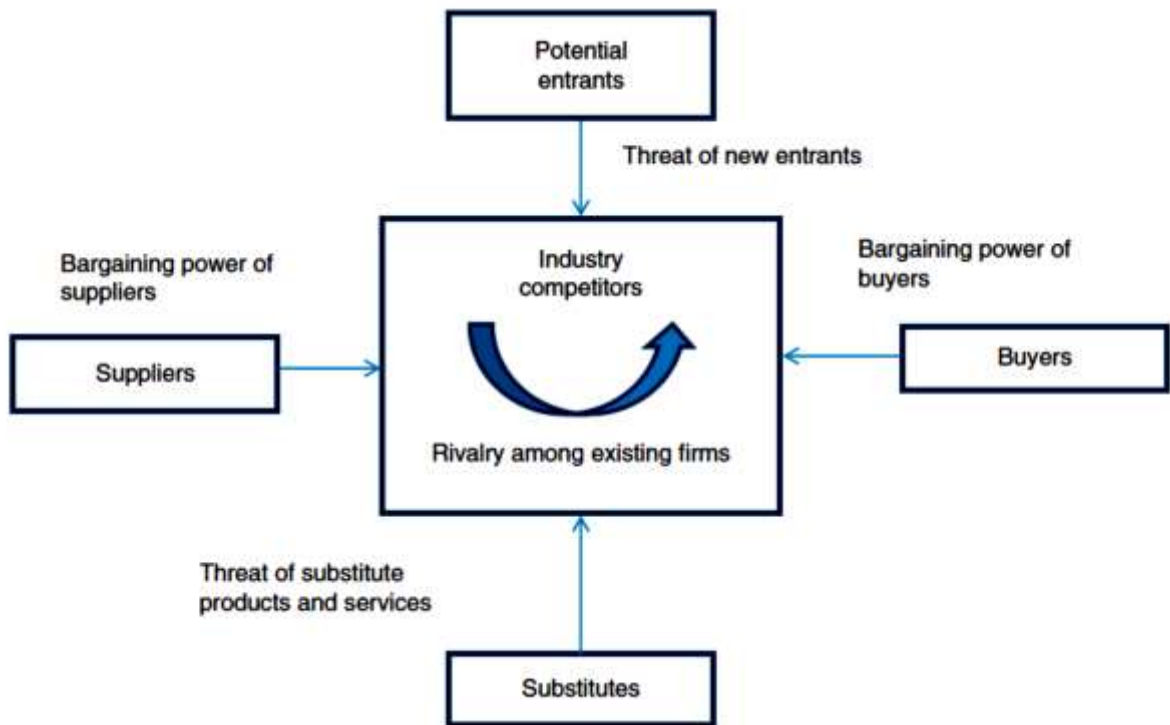 Potential
entrants
Threat of new entrants
Bargaining power of
suppliers
Industry
competitors
Bargaining power of
buyers
Suppliers
Buyers
Rivalry among existing firms
Threat of substitute
products and services
Substitutes